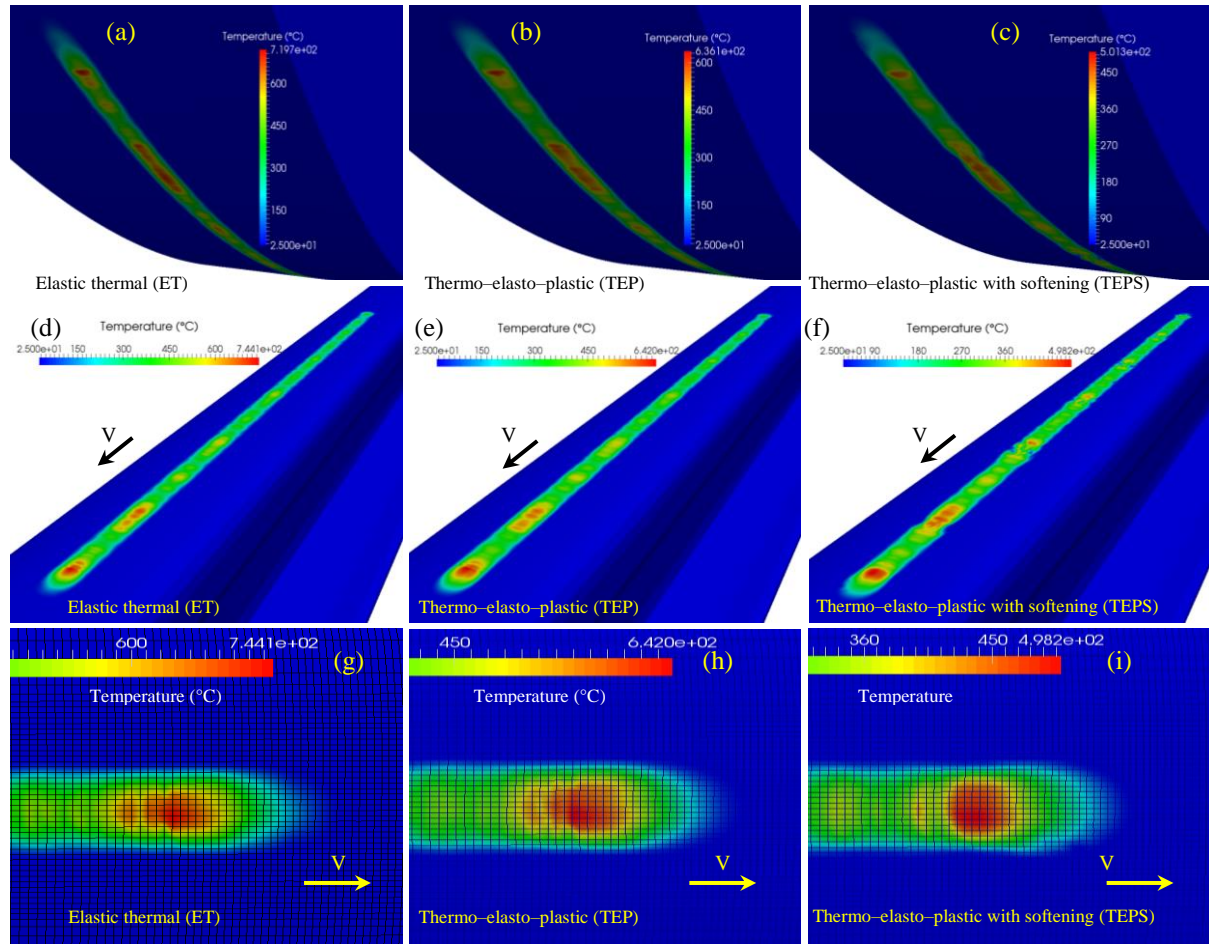 (a)
Temperature (°C)
7.197e+02
600
450
300
150
2.500e+01
Elastic thermal (ET)
(b)
Temperature (°C)
6.361e+02
600
450
300
150
2.500e+01
Thermo–elasto–plastic (TEP)
(c)
Temperature (°C)
5.013e+02
450
360
270
180
90
2.500e+01
Thermo–elasto–plastic with softening (TEPS)
(d)
Temperature (°C)
2.500e+01 150 300 450 600 7.441e+02
V
Elastic thermal (ET)
(e)
Temperature (°C)
2.500e+01 150 300 450 6.420e+02
V
Thermo–elasto–plastic (TEP)
(f)
Temperature (°C)
2.500e+01 90 180 270 360 4.982e+02
V
Thermo–elasto–plastic with softening (TEPS)
600 7.441e+02
(g)
Temperature (°C)
V
Elastic thermal (ET)
450 6.420e+02
(h)
Temperature (°C)
V
Thermo–elasto–plastic (TEP)
360 450 4.982e+02
(i)
Temperature
V
Thermo–elasto–plastic with softening (TEPS)